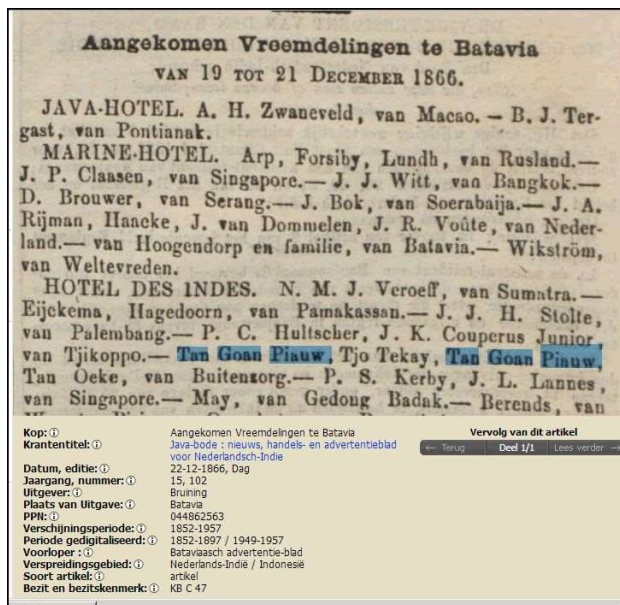 Aangekomen Vreemdelingen te Batavia
VAN 19 TOT 21 DECEMBER 1866.
JAVA-HOTEL. A. H. Zwaneveld, van Macao. — B. J. Ter-
gast, van Pontianak.
MARINE-HOTEL. Arp, Forsiby, Lundh, van Rusland.—
J. P. Claasen, van Singapore.— J. J. Witt, van Bangkok.—
D. Brouwer, van Serang.— J. Bok, van Soerabaija.— J. A.
Rijman, Haacke, J. van Dommelen, J. R. Voûte, van Neder-
land.— van Hoogendorp en familie, van Batavia.— Wikström,
van Weltevreden.
HOTEL DES INDES. N. M. J. Veroeff, van Sumatra.—
Eijckema, Hagedoorn, van Pamakassan.— J. J. H. Stolte,
van Palembang.— P. C. Hultscher, J. K. Couperus Junior,
van Tjikoppo.— Tan Goan Piauw, Tjo Tekay, Tan Goan Piauw,
Tan Oeke, van Buitenzorg.— P. S. Kerby, J. L. Lannes,
van Singapore.— May, van Gedong Badak.— Berends, van
Kop: Aangekomen Vreemdelingen te Batavia
Krantentitel: Java-bode : nieuws, handels- en advertentieblad
voor Nederlandsch-Indie
Datum, editie: 22-12-1866, Dag
Jaargang, nummer: 15, 102
Uitgever: Bruining
Plaats van Uitgave: Batavia
PPN: 044862563
Verschijningsperiode: 1852-1957
Periode gedigitaliseerd: 1852-1897 / 1949-1957
Voorloper : Bataviaasch advertentie-blad
Verspreidingsgebied: Nederlands-Indië / Indonesië
Soort artikel: artikel
Bezit en bezitskenmerk: KB C 47
Vervolg van dit artikel
← Terug Deel 1/1 Lees verder →